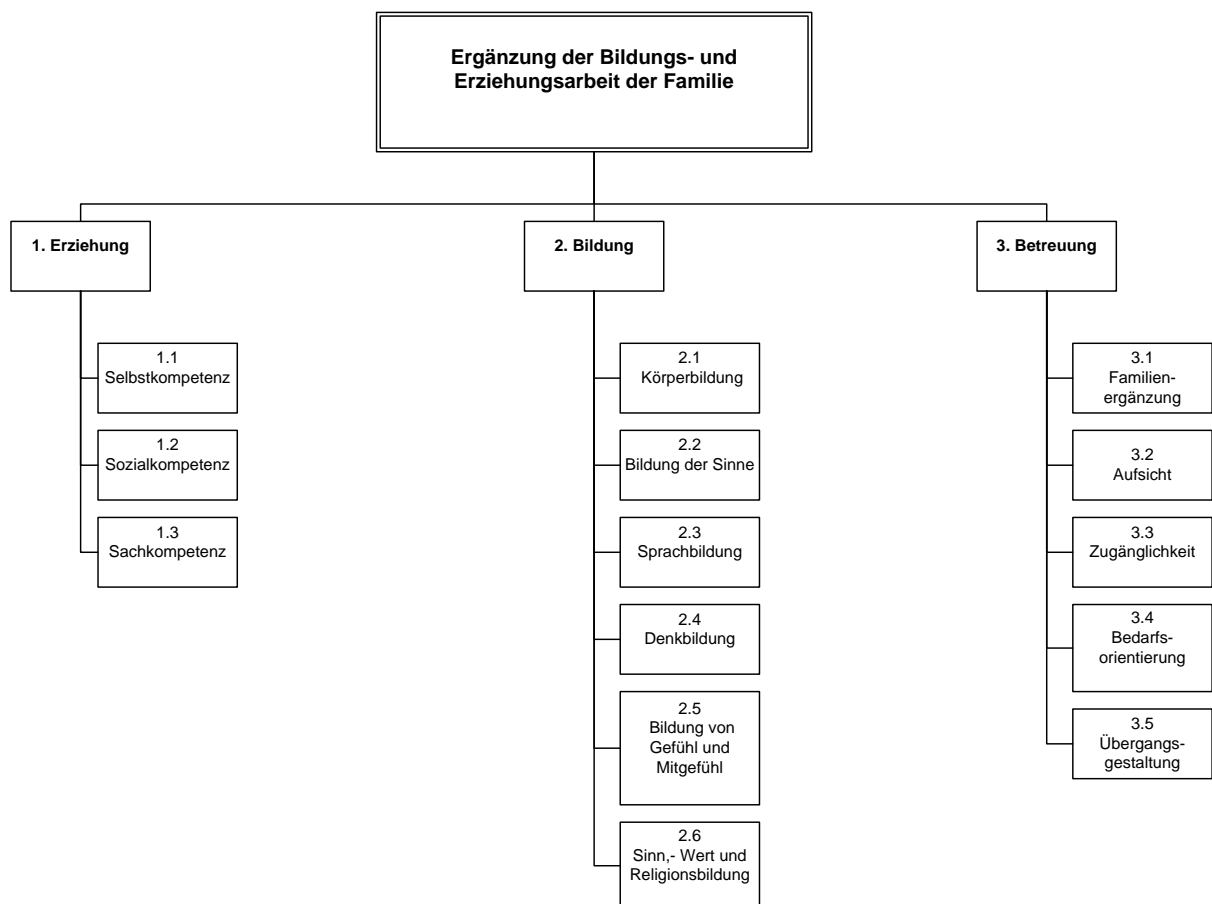 Ergänzung der Bildungs- und
Erziehungsarbeit der Familie
1. Erziehung
1.1
Selbstkompetenz
1.2
Sozialkompetenz
1.3
Sachkompetenz
2. Bildung
2.1
Körperbildung
2.2
Bildung der Sinne
2.3
Sprachbildung
2.4
Denkbildung
2.5
Bildung von
Gefühl und
Mitgefühl
2.6
Sinn,- Wert und
Religionsbildung
3. Betreuung
3.1
Familien-
ergänzung
3.2
Aufsicht
3.3
Zugänglichkeit
3.4
Bedarfs-
orientierung
3.5
Übergangs-
gestaltung